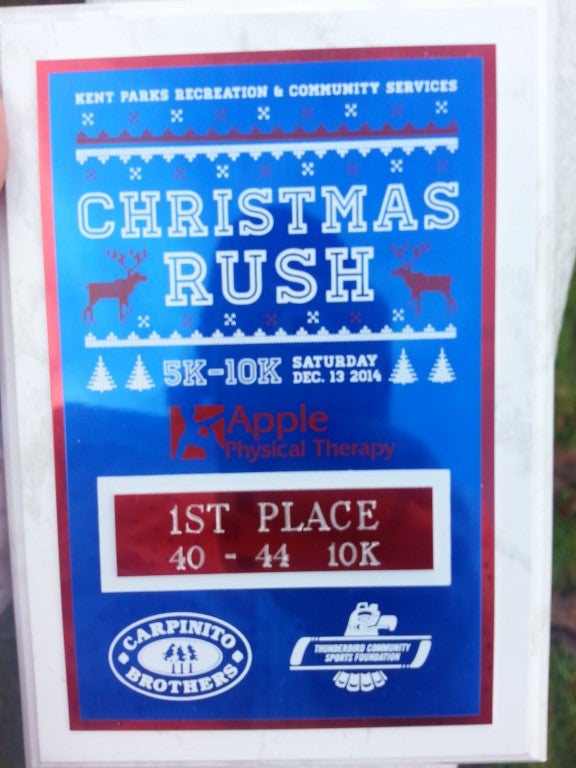 KENT PARKS RECREATION & COMMUNITY SERVICES
CHRISTMAS
RUSH
5K-10K
SATURDAY
DEC. 13 2014
Apple
Physical Therapy
1ST PLACE
40 - 44 10K
CARPINITO
BROTHERS
THUNDERBIRD COMMUNITY
SPORTS FOUNDATION